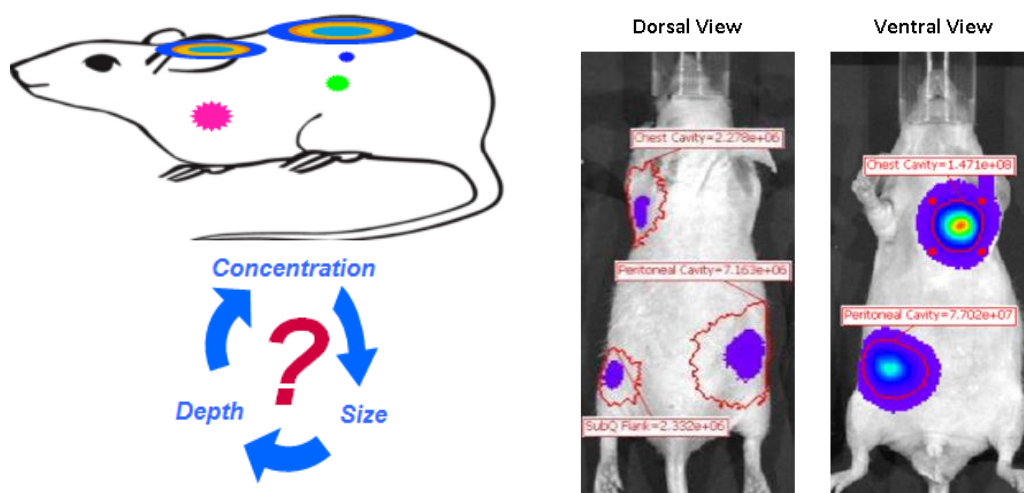 Dorsal View
Ventral View
Chest Cavity=2.278e+06
Chest Cavity=1.471e+08
Peritoneal Cavity=7.163e+06
Peritoneal Cavity=7.702e+07
SubQ Flank=2.332e+06
Concentration
?
Depth
Size